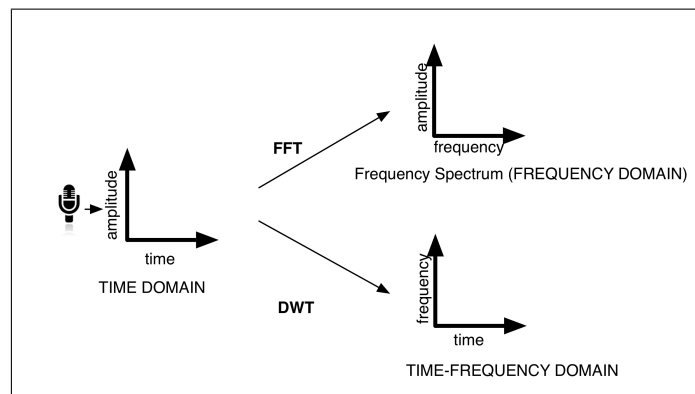 amplitude
time
TIME DOMAIN
FFT
amplitude
frequency
Frequency Spectrum (FREQUENCY DOMAIN)
DWT
frequency
time
TIME-FREQUENCY DOMAIN